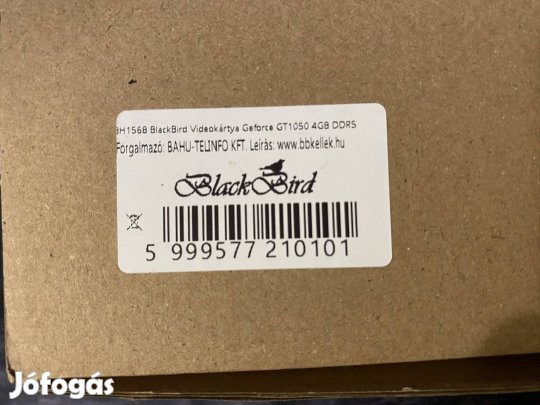 BH1568 BlackBird Videokártya Geforce GT1050 4GB DDR5
Forgalmazó: BAHU-TELINFO KFT. Leírás: www.bbkellek.hu
BlackBird
5 999577 210101
Jófogás